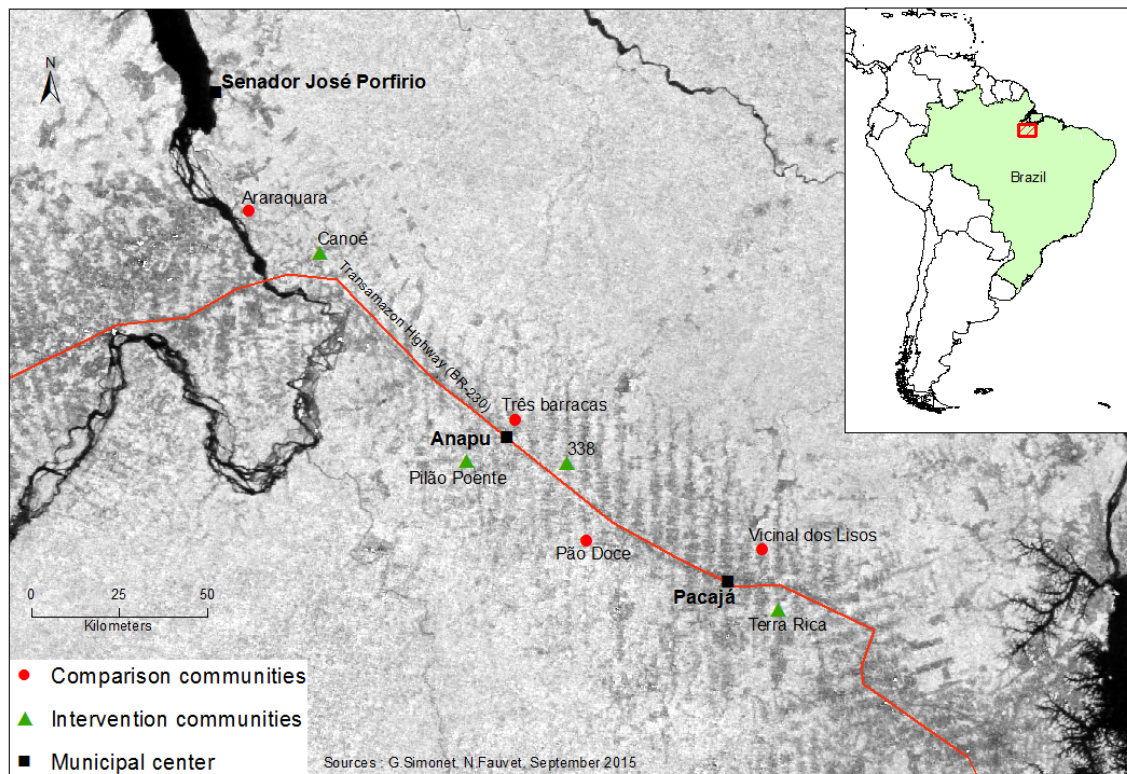 N
Senador José Porfirio
Brazil
Araraquara
Canoé
Transamazon Highway (BR-230)
Três barracas
Anapu
338
Pilão Poente
Pão Doce
Vicinal dos Lisos
Pacajá
Terra Rica
0 25 50
Kilometers
Comparison communities
Intervention communities
Municipal center
Sources : G.Simonet, N.Fauvet, September 2015